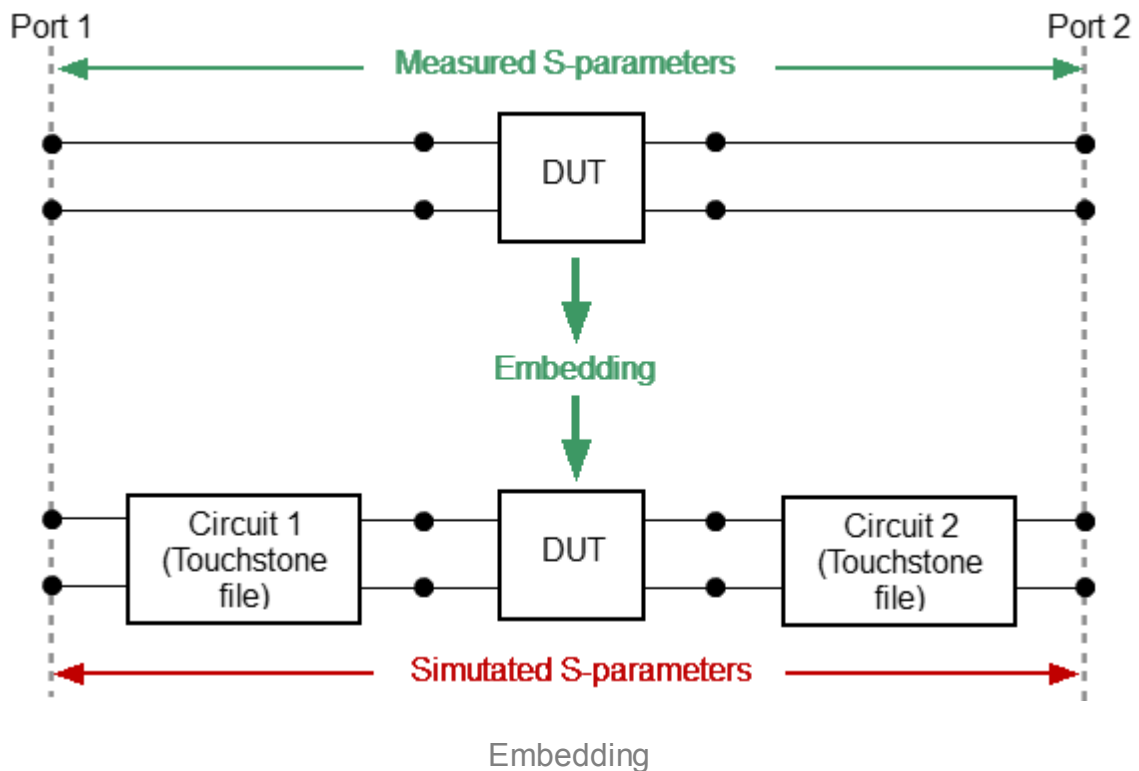 Port 1
Port 2
Measured S-parameters
DUT
Embedding
Circuit 1
(Touchstone
file)
DUT
Circuit 2
(Touchstone
file)
Simutated S-parameters
Embedding